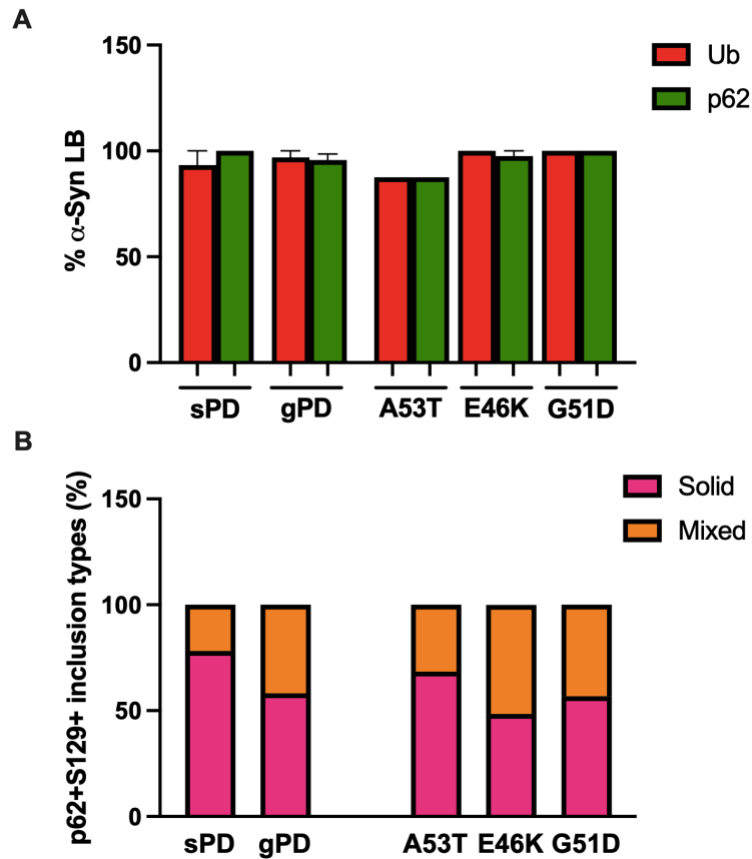 A
150
100
50
0
% α-Syn LB
Ub
p62
sPD gPD A53T E46K G51D
B
150
100
50
0
p62+S129+ inclusion types (%)
Solid
Mixed
sPD gPD A53T E46K G51D